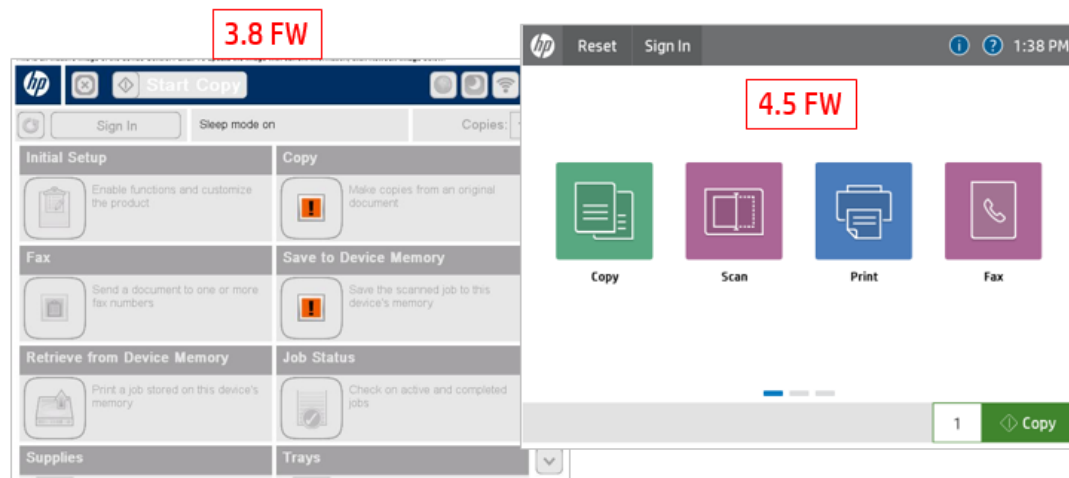 3.8 FW
hp
Start Copy
Sign In
Sleep mode on
Copies:
Initial Setup
Enable functions and customize
the product
Copy
Make copies from an original
document
Fax
Send a document to one or more
fax numbers
Save to Device Memory
Save the scanned job to this
device's memory
Retrieve from Device Memory
Print a job stored on this device's
memory
Job Status
Check on active and completed
jobs
Supplies
Trays
hp
Reset
Sign In
1:38 PM
4.5 FW
Copy
Scan
Print
Fax
1
Copy